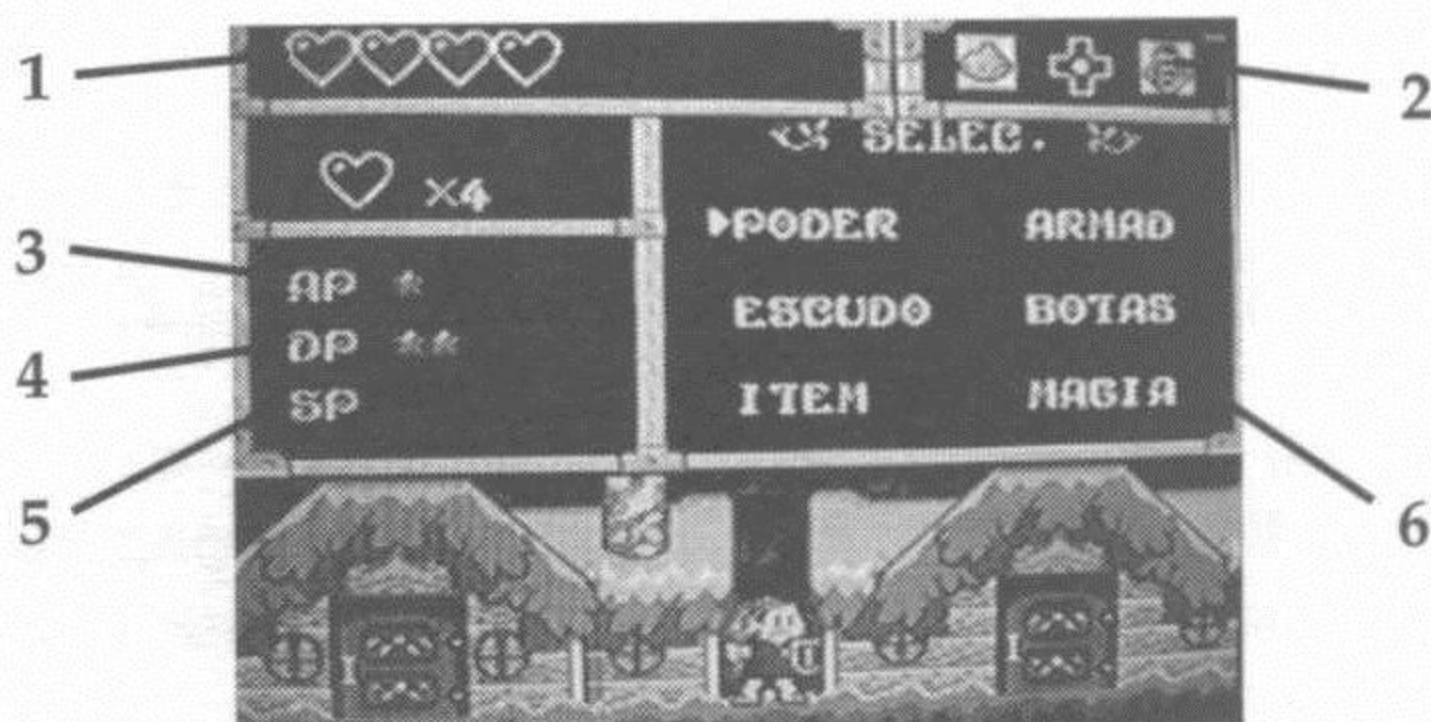 1
2
SELEC.
×4
PODER ARMAD
3
AP
ESCUDO BOTAS
4
DP
SP
ITEM MAGIA
5
6